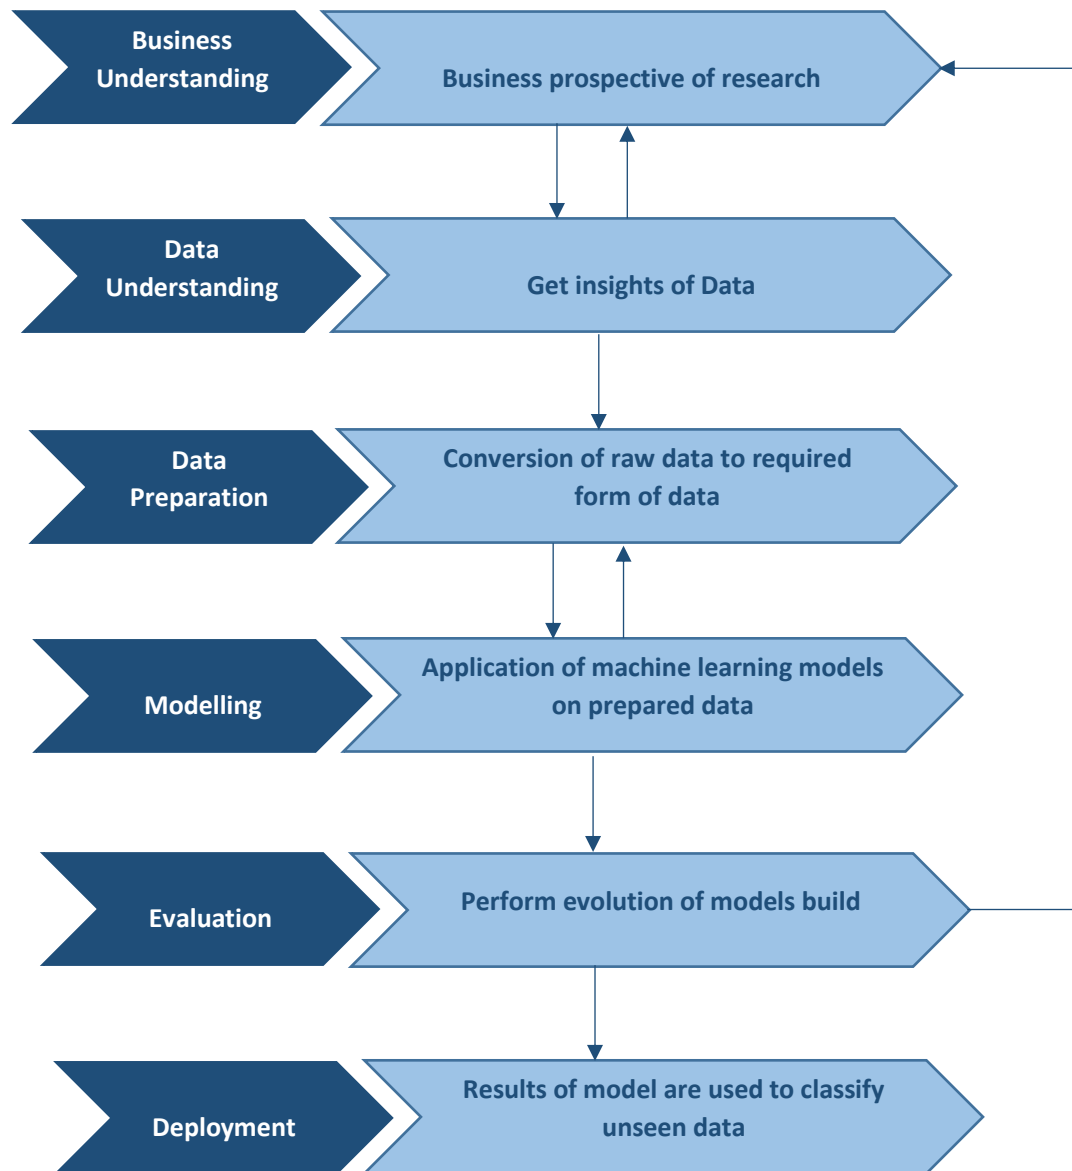 Business
Understanding
Business prospective of research
Data
Understanding
Get insights of Data
Data
Preparation
Conversion of raw data to required
form of data
Modelling
Application of machine learning models
on prepared data
Evaluation
Perform evolution of models build
Deployment
Results of model are used to classify
unseen data